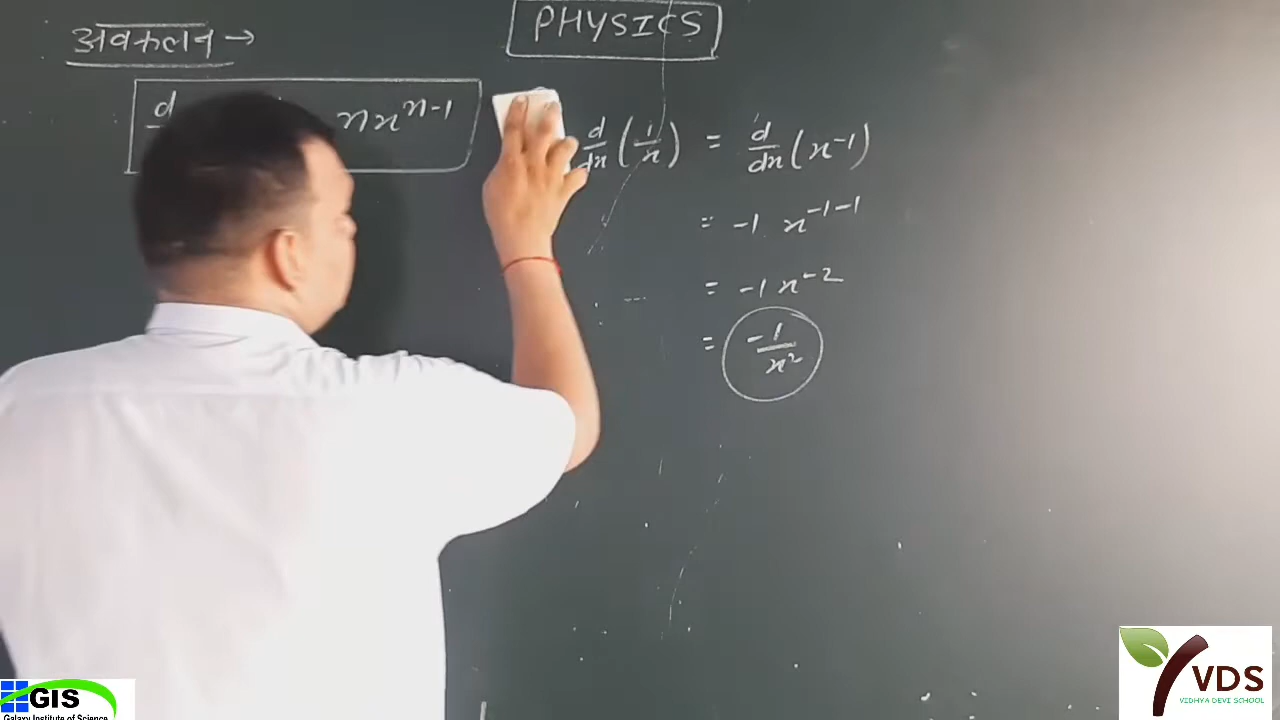 PHYSICS
अवकलन →
d nx^{n-1}
d/dx (1/x) = d/dx (x^{-1})
= -1 x^{-1-1}
= -1 x^{-2}
= -1/x²
GIS
Galaxy Institute of Science
VDS
VIDHYA DEVI SCHOOL